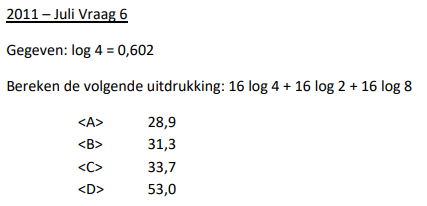 2011 – Juli Vraag 6
Gegeven: log 4 = 0,602
Bereken de volgende uitdrukking: 16 log 4 + 16 log 2 + 16 log 8
<A> 28,9
<B> 31,3
<C> 33,7
<D> 53,0